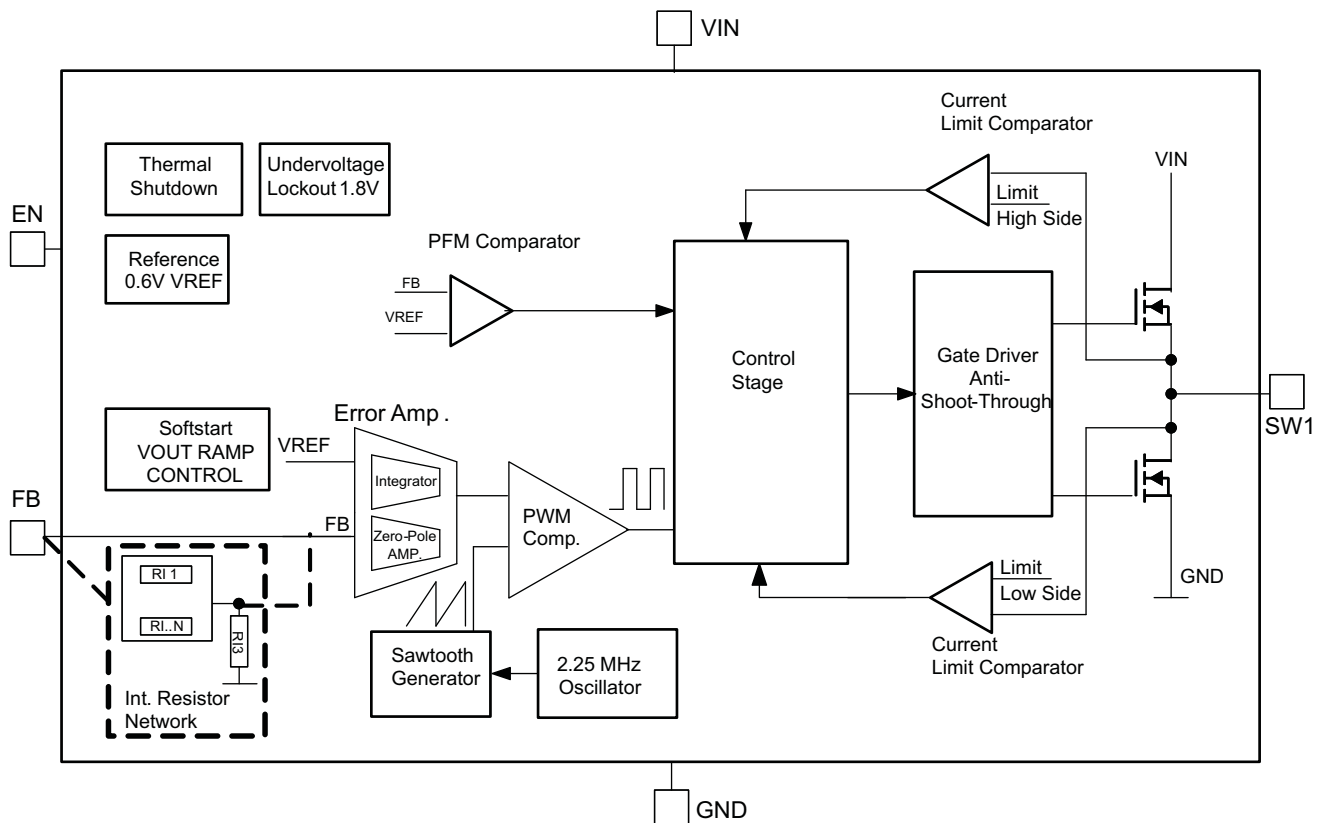 VIN
Current
Limit Comparator
Thermal
Shutdown
Undervoltage
Lockout 1.8V
VIN
Limit
High Side
EN
PFM Comparator
Reference
0.6V VREF
FB
VREF
Control
Stage
Gate Driver
Anti-
Shoot-Through
SW1
Softstart
VOUT RAMP
CONTROL
Error Amp .
VREF
Integrator
FB
FB
Zero-Pole
AMP.
PWM
Comp.
RI 1
RI..N
RI3
Int. Resistor
Network
Sawtooth
Generator
2.25 MHz
Oscillator
Limit
Low Side
GND
Current
Limit Comparator
GND